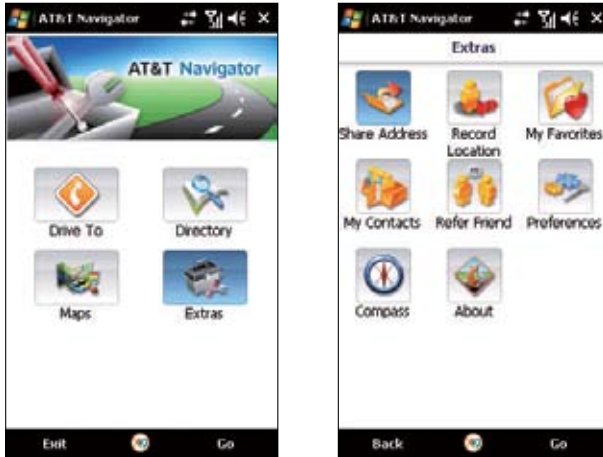 AT&T Navigator
AT&T Navigator
Drive To
Directory
Maps
Extras
Exit
Go
AT&T Navigator
Extras
Share Address
Record
Location
My Favorites
My Contacts
Refer Friend
Preferences
Compass
About
Back
Go